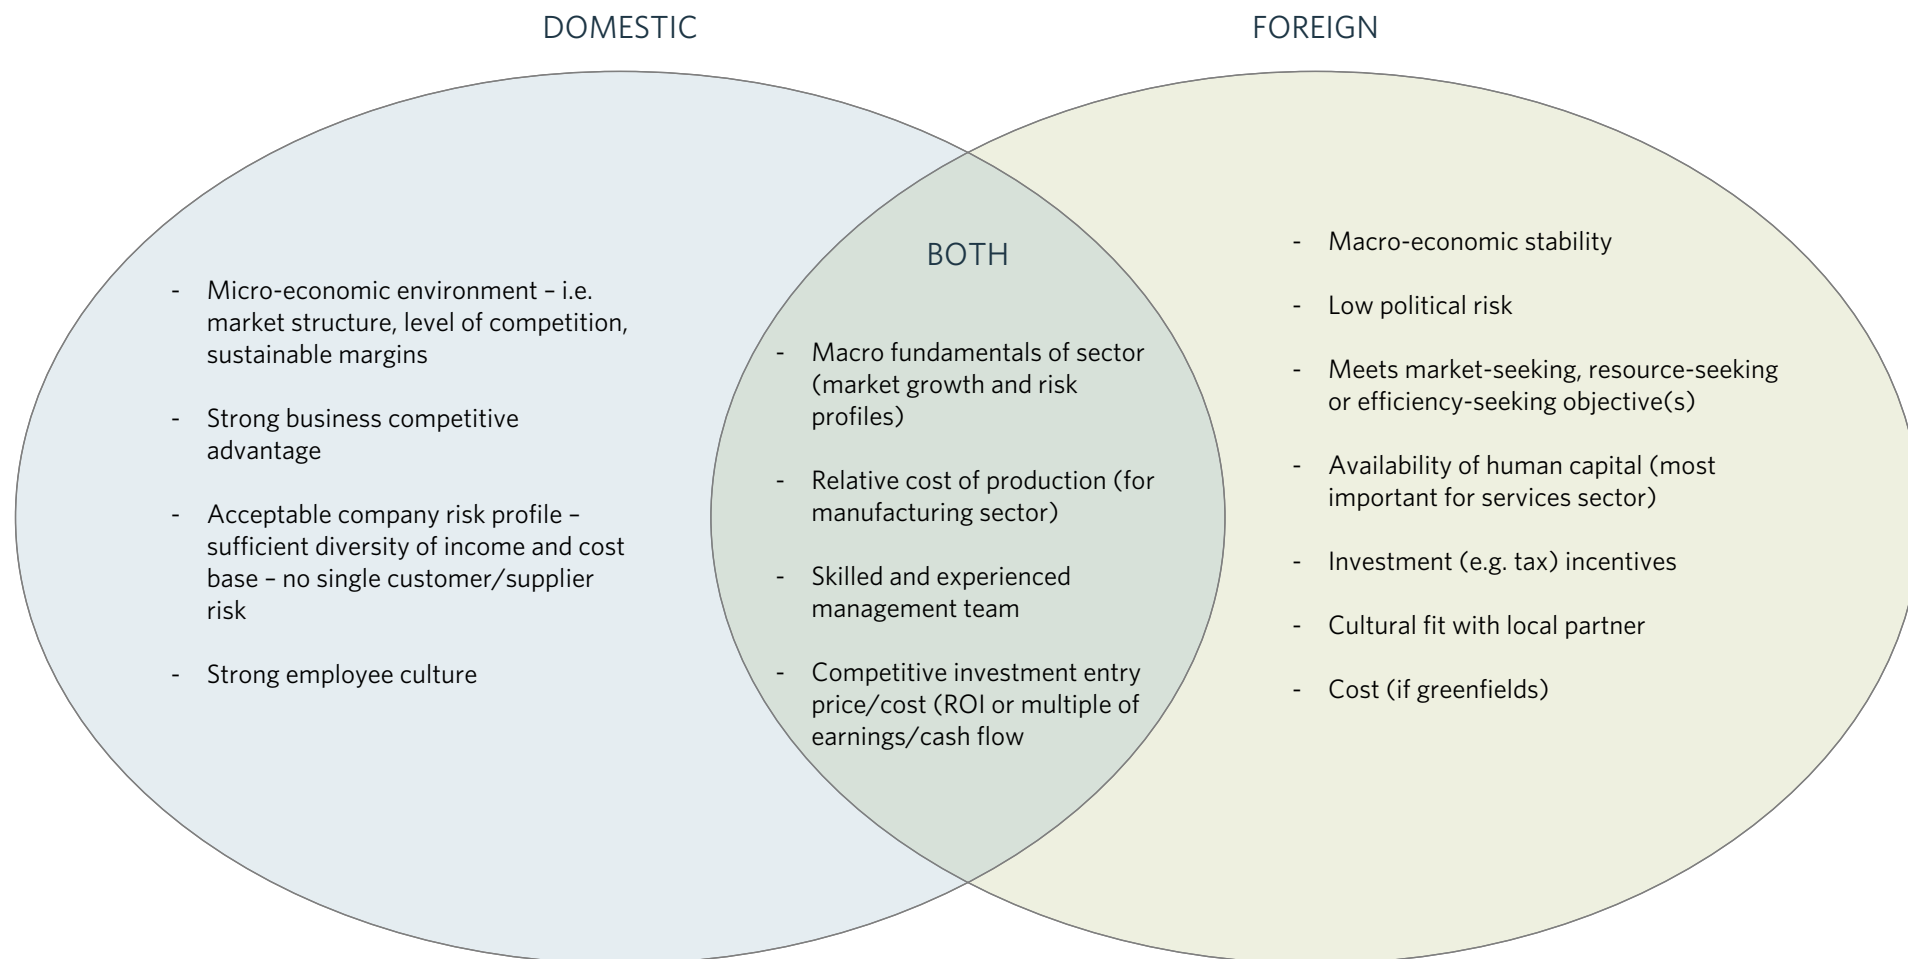 DOMESTIC
FOREIGN
- Micro-economic environment – i.e.
market structure, level of competition,
sustainable margins
- Strong business competitive
advantage
- Acceptable company risk profile –
sufficient diversity of income and cost
base – no single customer/supplier
risk
- Strong employee culture
BOTH
- Macro fundamentals of sector
(market growth and risk
profiles)
- Relative cost of production (for
manufacturing sector)
- Skilled and experienced
management team
- Competitive investment entry
price/cost (ROI or multiple of
earnings/cash flow
- Macro-economic stability
- Low political risk
- Meets market-seeking, resource-seeking
or efficiency-seeking objective(s)
- Availability of human capital (most
important for services sector)
- Investment (e.g. tax) incentives
- Cultural fit with local partner
- Cost (if greenfields)